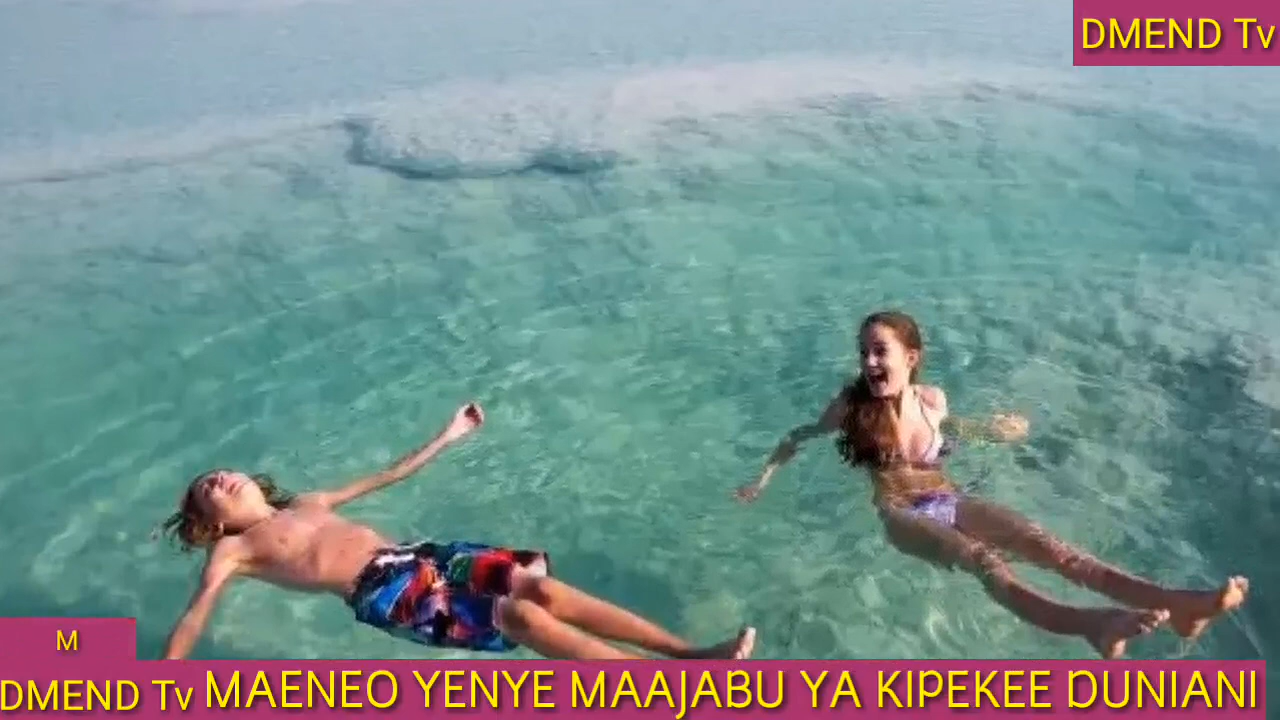 DMEND Tv
M
DMEND Tv MAENEO YENYE MAAJABU YA KIPEKEE DUNIANI